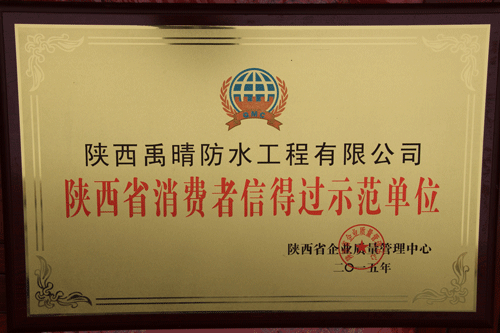 陕西禹晴防水工程有限公司
陕西省消费者信得过示范单位
陕西省企业质量管理中心
二〇一五年